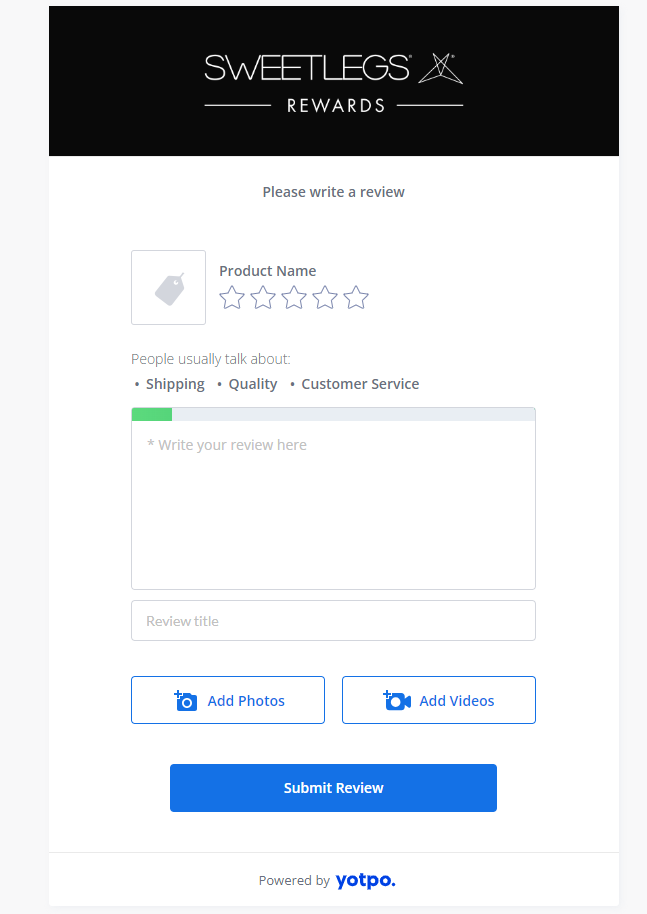 SWEETLEGS®
REWARDS
Please write a review
Product Name
People usually talk about:
• Shipping • Quality • Customer Service
* Write your review here
Review title
Add Photos Add Videos
Submit Review
Powered by yotpo.